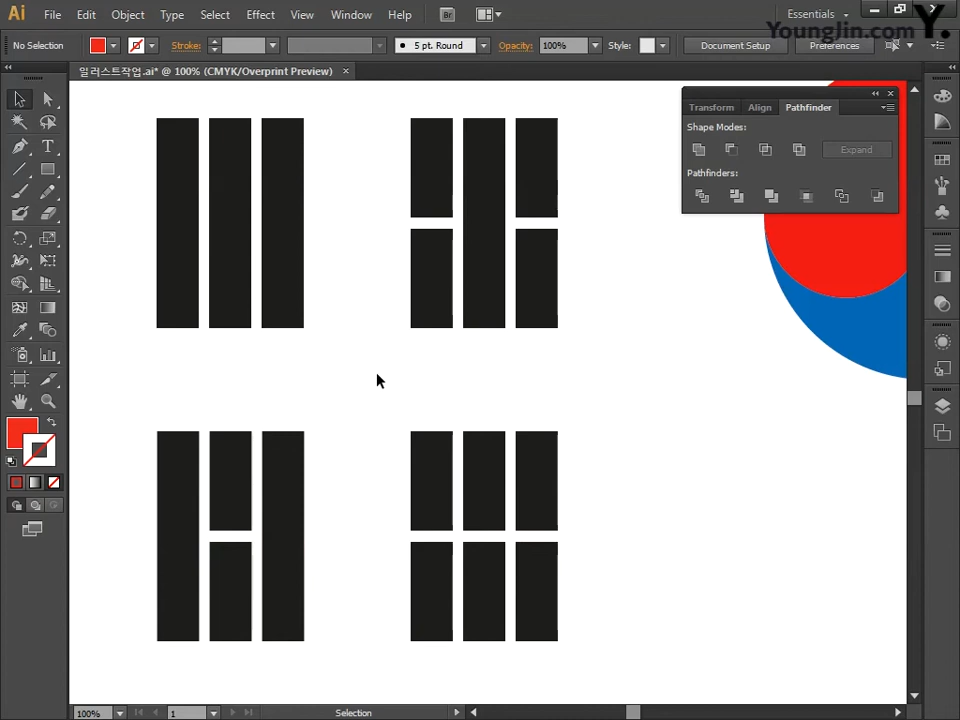 Ai File Edit Object Type Select Effect View Window Help Br Essentials
YoungJin.com Y.
No Selection Stroke: 5 pt. Round Opacity: 100% Style: Document Setup Preferences
일러스트작업.ai* @ 100% (CMYK/Overprint Preview) ×
Transform Align Pathfinder
Shape Modes:
Expand
Pathfinders:
T
100% 1 Selection